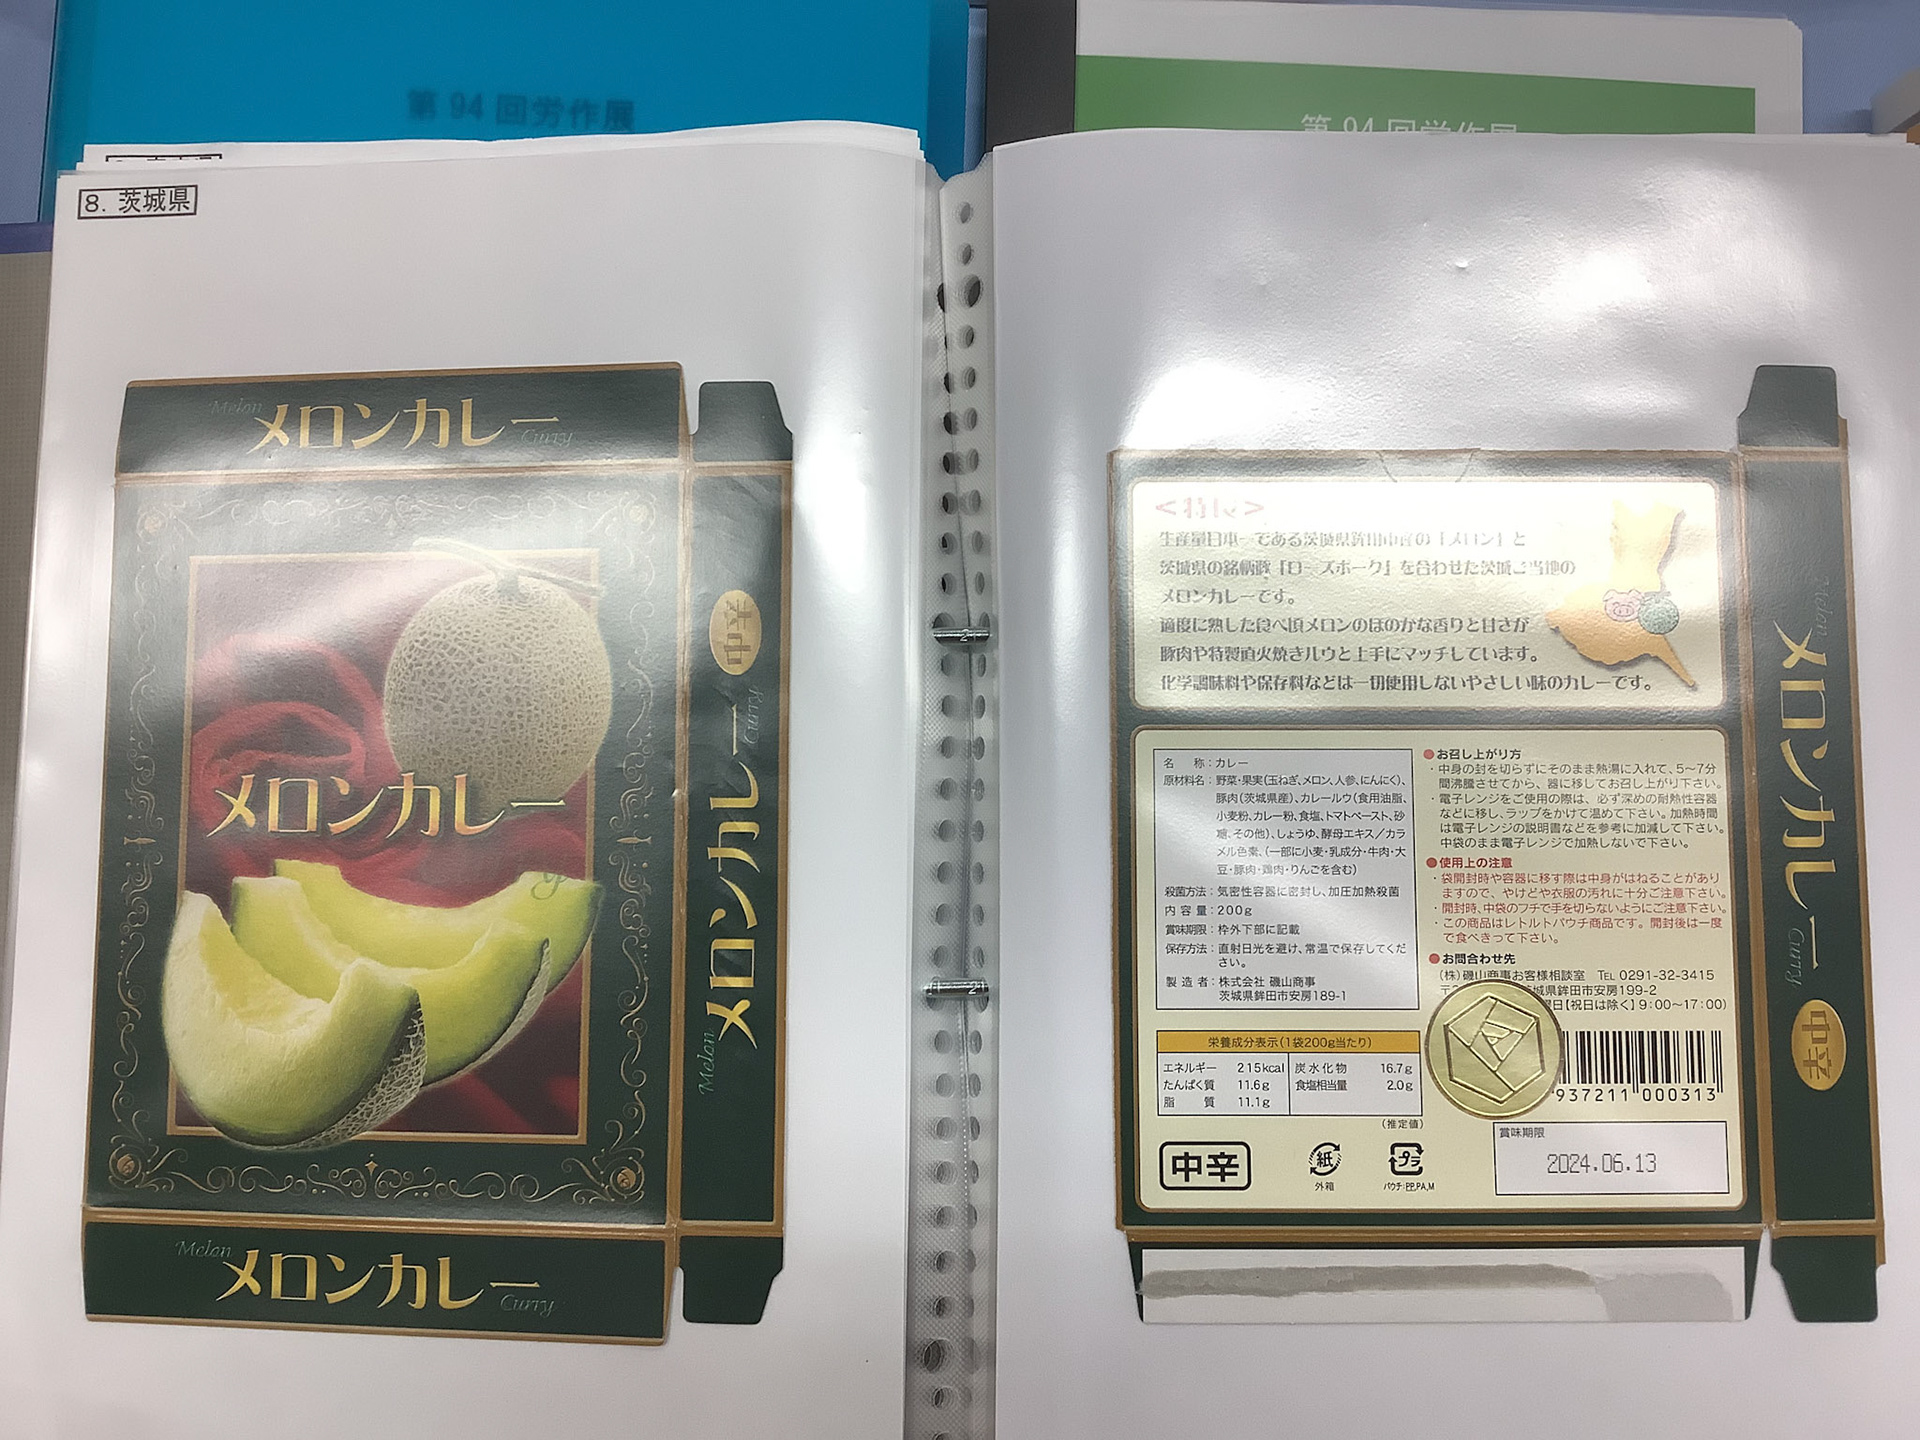 第94回労作展
第94回労作展
8. 茨城県
Melon メロンカレー Curry
メロンカレー
中辛
Melon メロンカレー Curry
Melon メロンカレー Curry
<特長>
生産量日本一である茨城県鉾田市産の「メロン」と
茨城県の銘柄豚「ローズポーク」を合わせた茨城ご当地の
メロンカレーです。
適度に熟した食べ頃メロンのほのかな香りと甘さが
豚肉や特製直火焼きルウと上手にマッチしています。
化学調味料や保存料などは一切使用しないやさしい味のカレーです。
名 称:カレー
原材料名:野菜・果実(玉ねぎ、メロン、人参、にんにく)、
豚肉(茨城県産)、カレールウ(食用油脂、
小麦粉、カレー粉、食塩、トマトペースト、砂
糖、その他)、しょうゆ、酵母エキス/カラ
メル色素、(一部に小麦・乳成分・牛肉・大
豆・豚肉・鶏肉・りんごを含む)
殺菌方法:気密性容器に密封し、加圧加熱殺菌
内容量:200g
賞味期限:枠外下部に記載
保存方法:直射日光を避け、常温で保存してくだ
さい。
製造者:株式会社 磯山商事
茨城県鉾田市安房189-1
栄養成分表示(1袋200g当たり)
エネルギー 215kcal 炭水化物 16.7g
たんぱく質 11.6g 食塩相当量 2.0g
脂 質 11.1g
(推定値)
中辛
紙
外箱
プラ
パウチ:PP,PA,M
●お召し上がり方
・中身の封を切らずにそのまま熱湯に入れて、5~7分
間沸騰させてから、器に移してお召し上がり下さい。
・電子レンジをご使用の際は、必ず深めの耐熱性容器
などに移し、ラップをかけて温めて下さい。加熱時間
は電子レンジの説明書などを参考に加減して下さい。
中袋のまま電子レンジで加熱しないで下さい。
●使用上の注意
・袋開封時や容器に移す際は中身がはねることがあり
ますので、やけどや衣服の汚れに十分ご注意下さい。
・開封時、中袋のフチで手を切らないようにご注意下さい。
・この商品はレトルトパウチ商品です。開封後は一度
で食べきって下さい。
●お問合わせ先
(株)磯山商事お客様相談室 TEL 0291-32-3415
城県鉾田市安房199-2
曜日【祝日は除く】9:00~17:00)
937211 000313
賞味期限
2024.06.13
Melon メロンカレー Curry
中辛